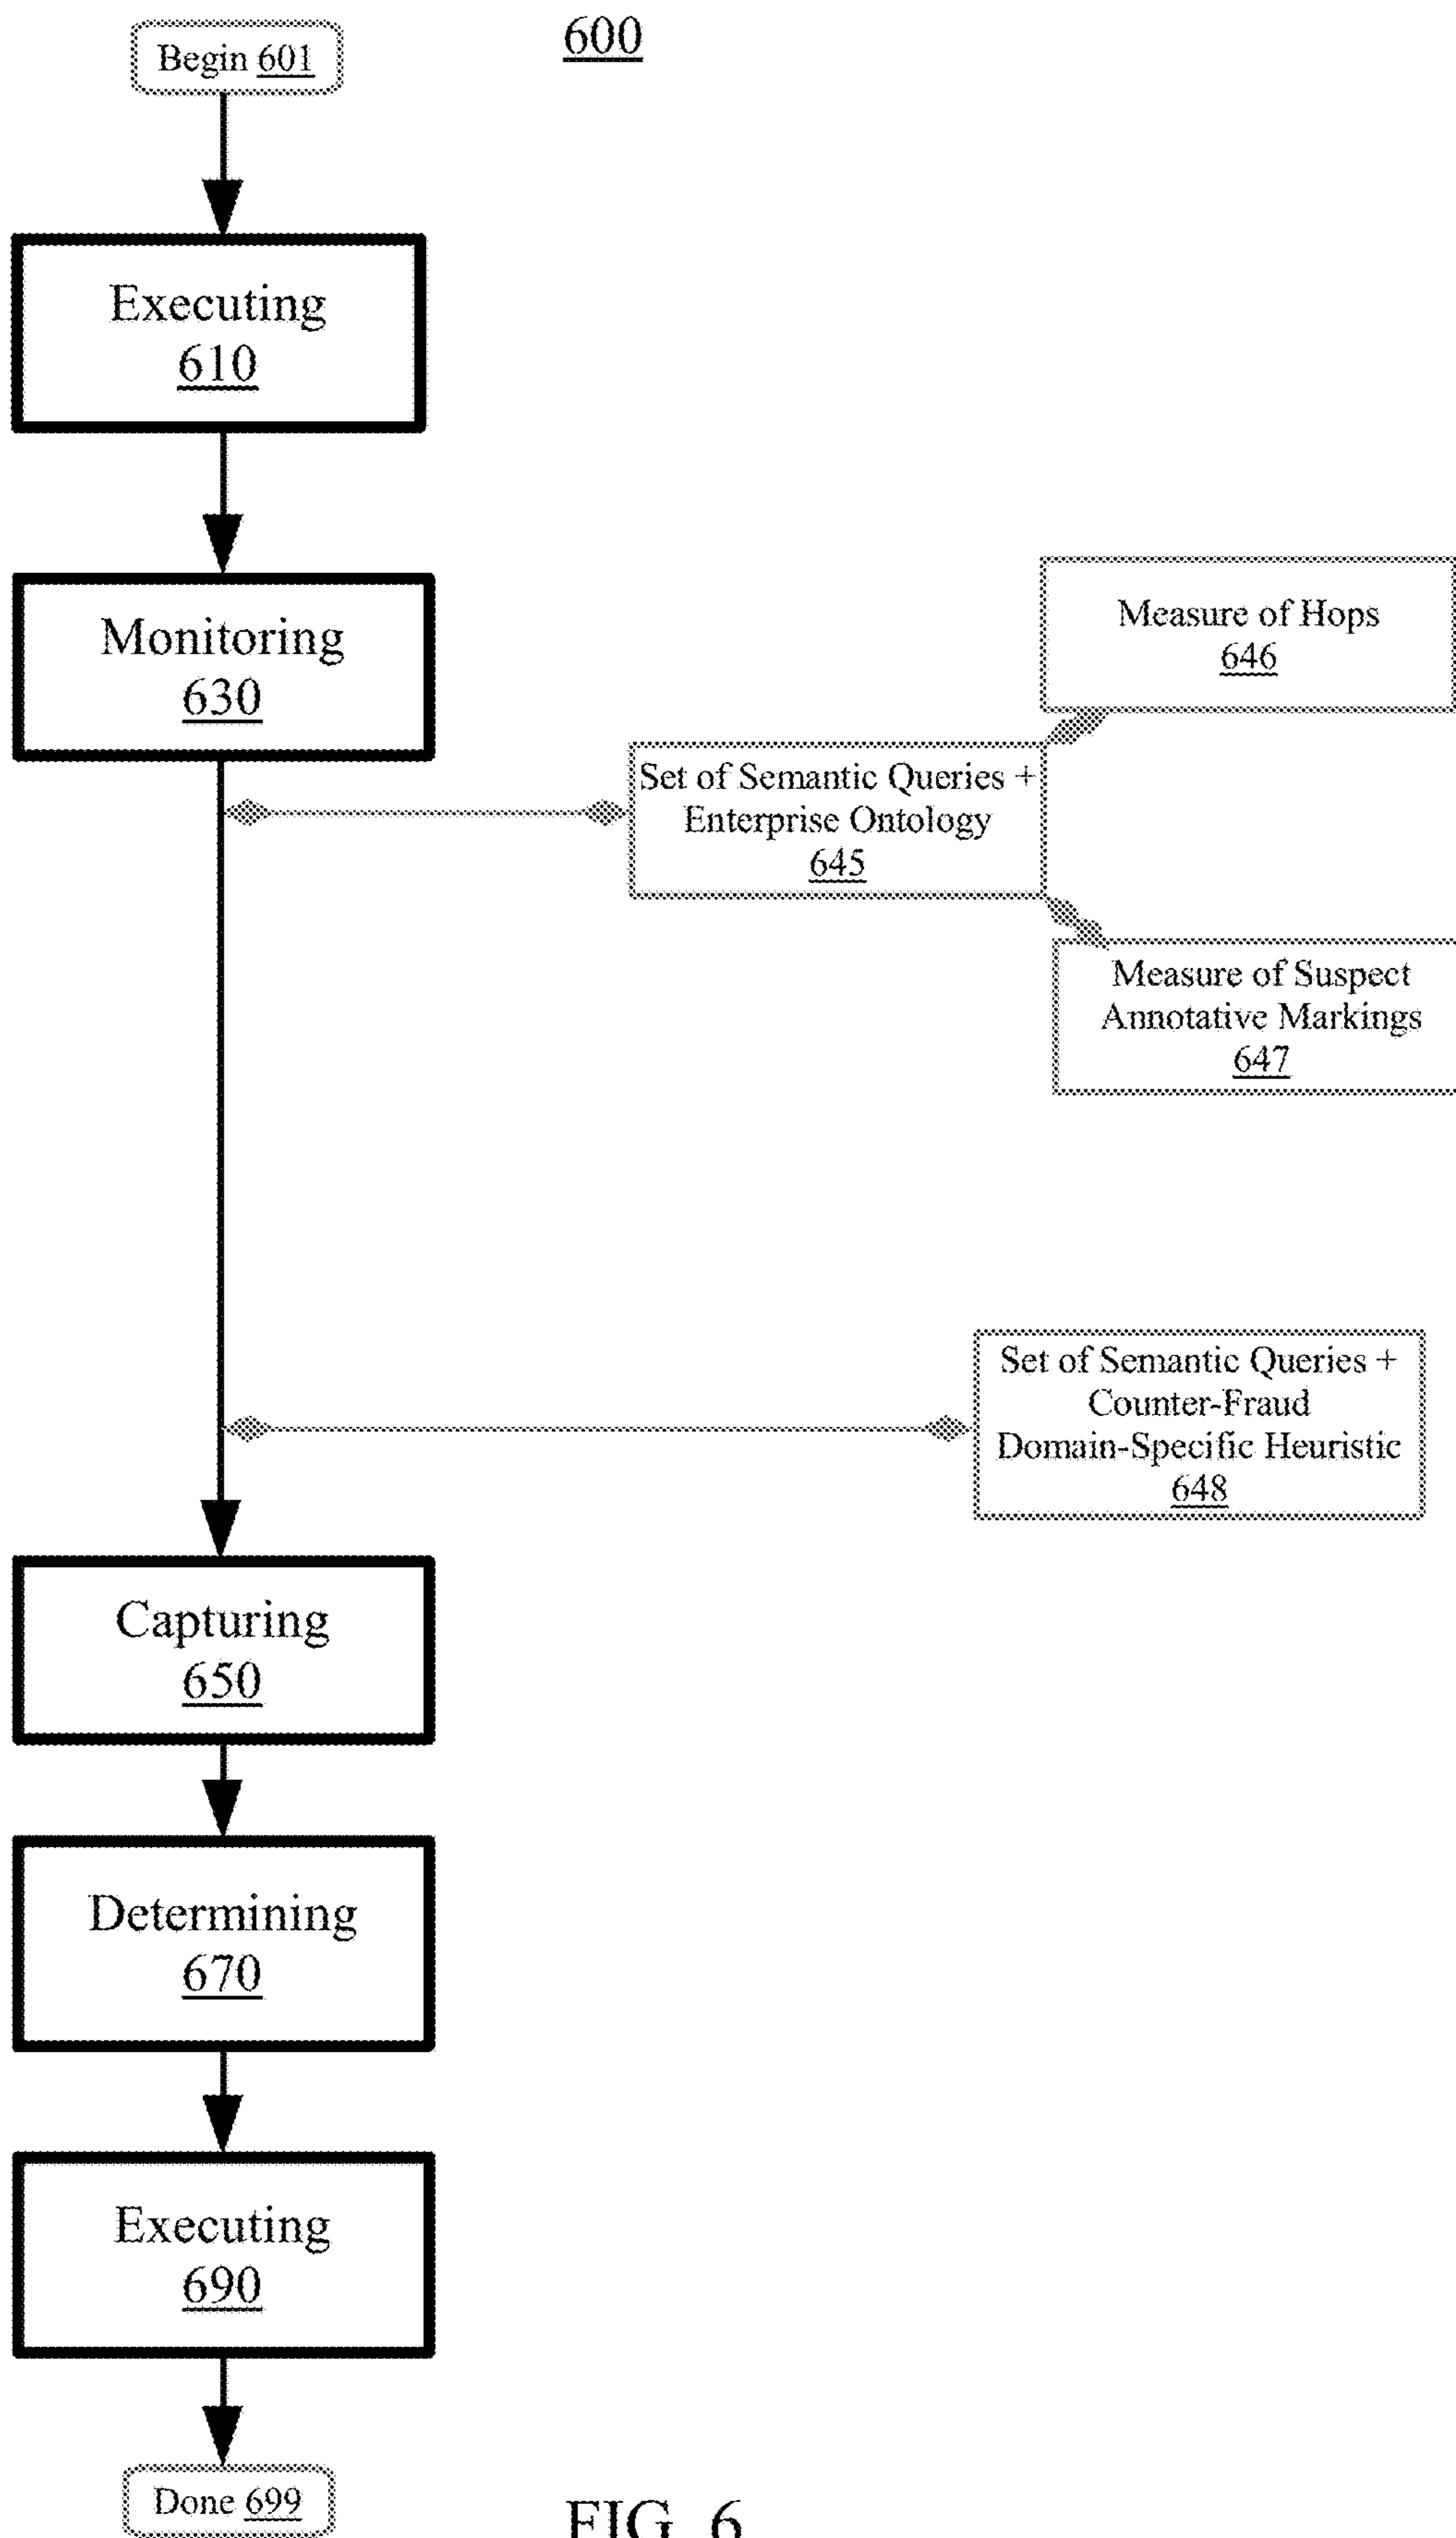 600
Begin 601
Executing
610
Monitoring
630
Measure of Hops
646
Set of Semantic Queries +
Enterprise Ontology
645
Measure of Suspect
Annotative Markings
647
Set of Semantic Queries +
Counter-Fraud
Domain-Specific Heuristic
648
Capturing
650
Determining
670
Executing
690
Done 699
FIG. 6